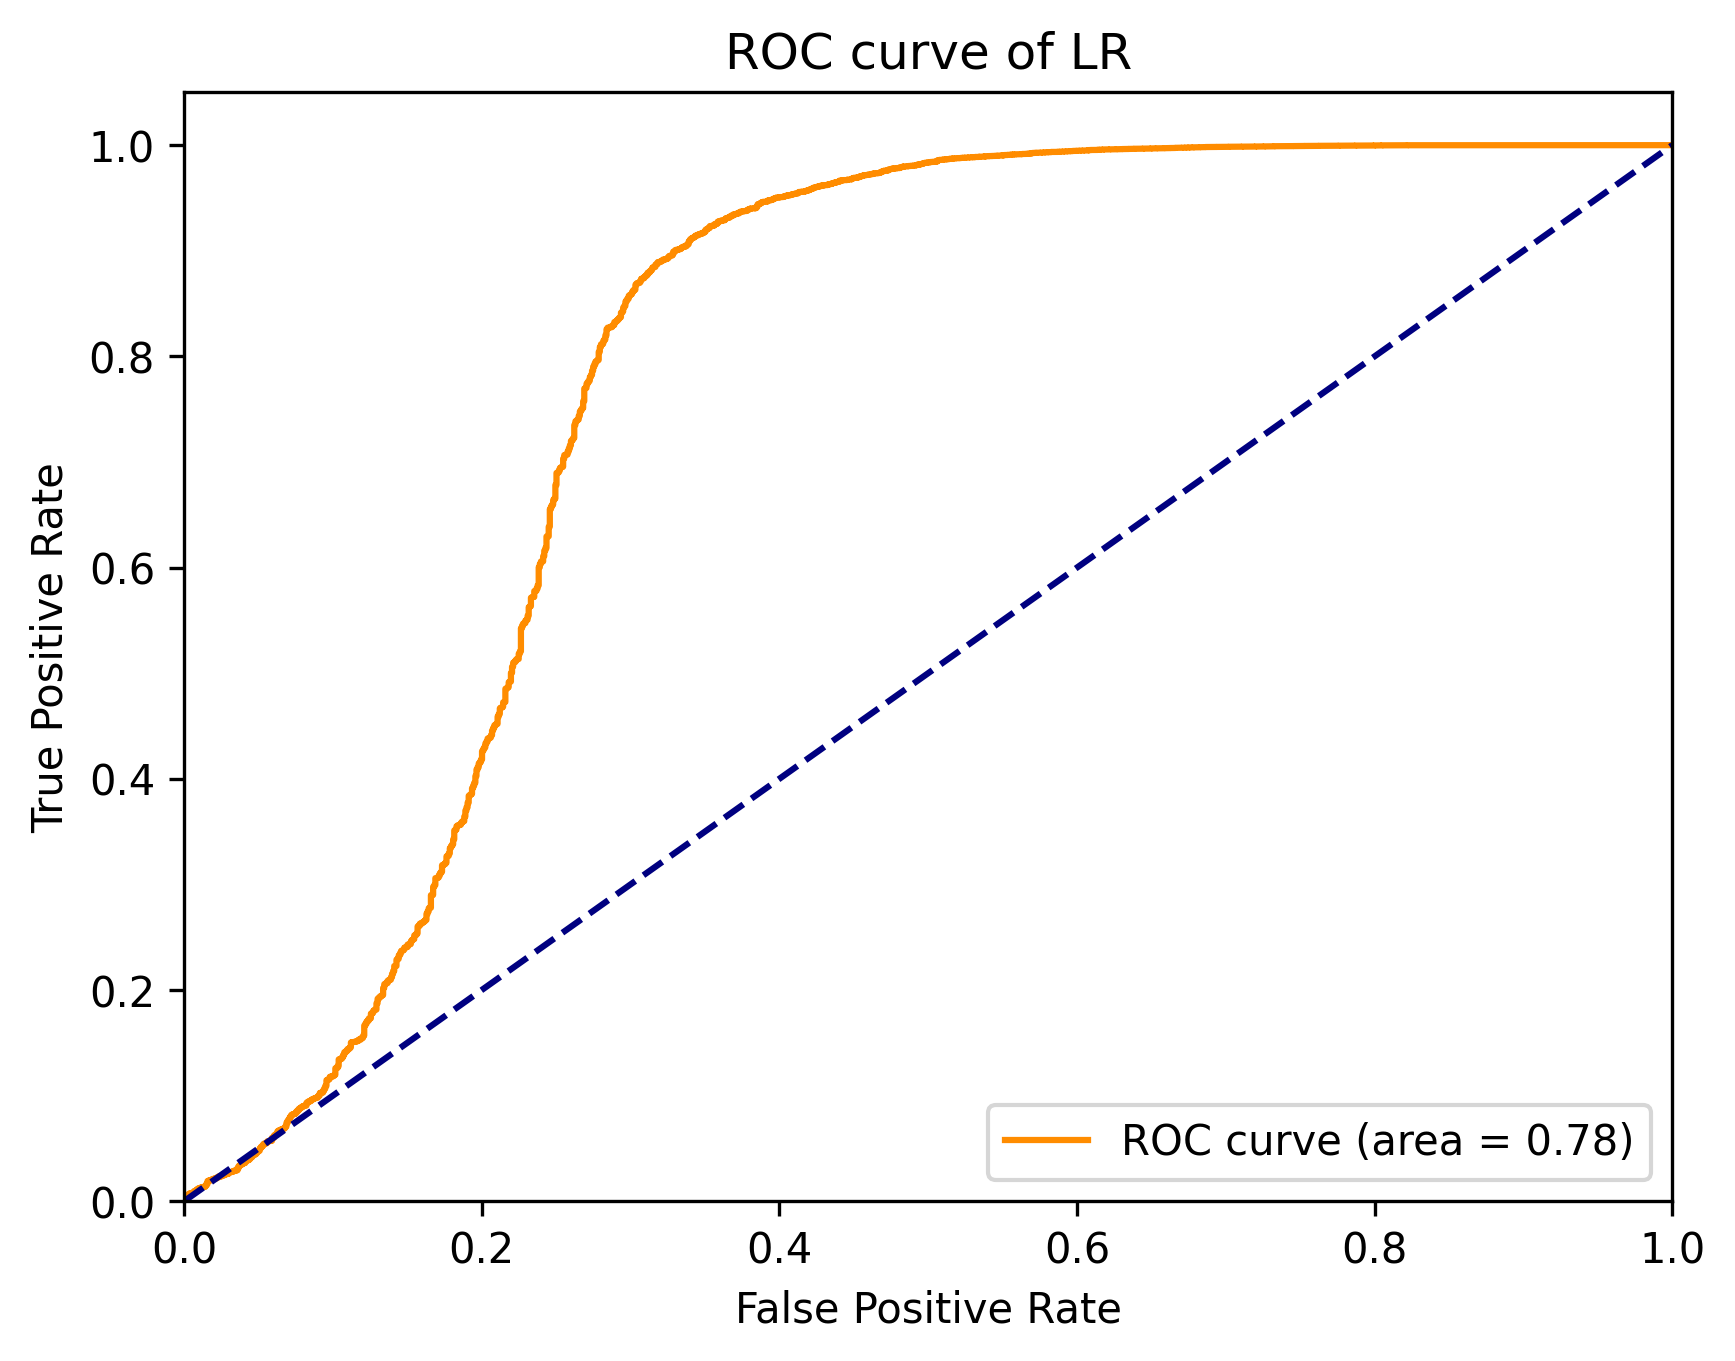 ROC curve of LR
True Positive Rate
1.0
0.8
0.6
0.4
0.2
0.0
ROC curve (area = 0.78)
0.0 0.2 0.4 0.6 0.8 1.0
False Positive Rate